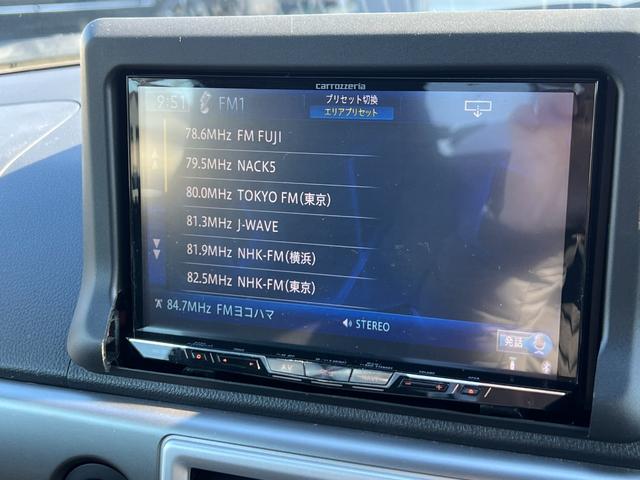 carrozzeria
9:51 FM1 プリセット切換
エリアプリセット
78.6MHz FM FUJI
79.5MHz NACK5
80.0MHz TOKYO FM(東京)
81.3MHz J-WAVE
81.9MHz NHK-FM(横浜)
82.5MHz NHK-FM(東京)
84.7MHz FMヨコハマ
STEREO
発話
AV